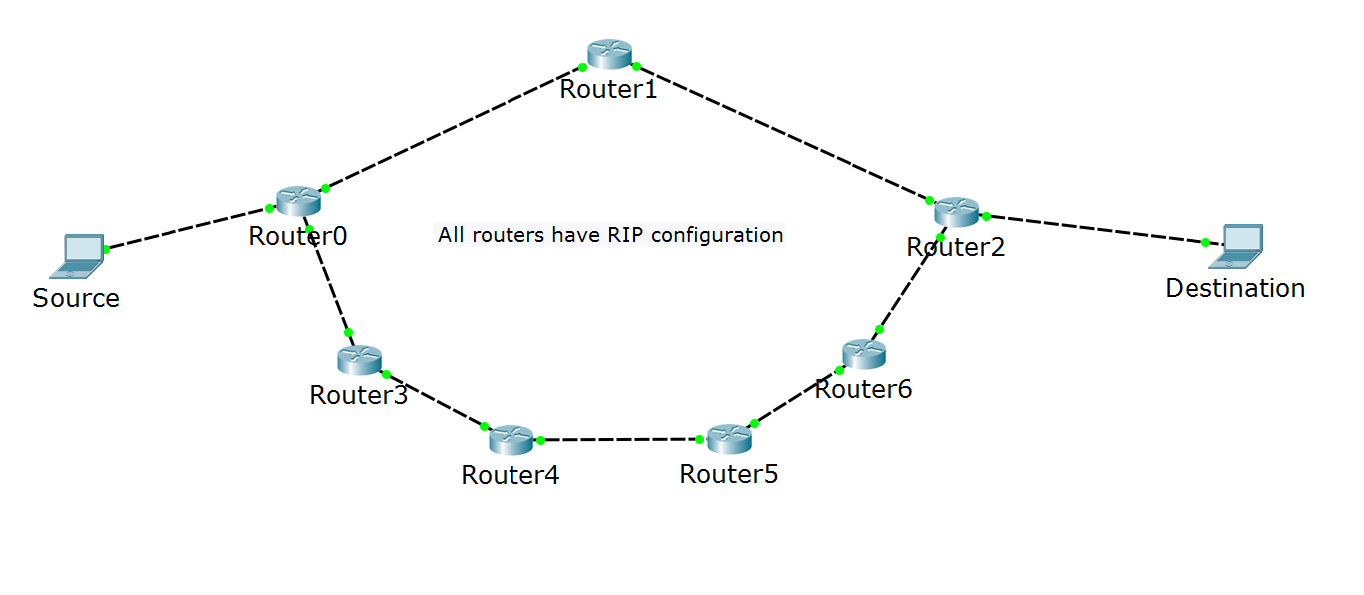 Router1
Router0
All routers have RIP configuration
Router2
Source
Destination
Router3
Router6
Router4
Router5